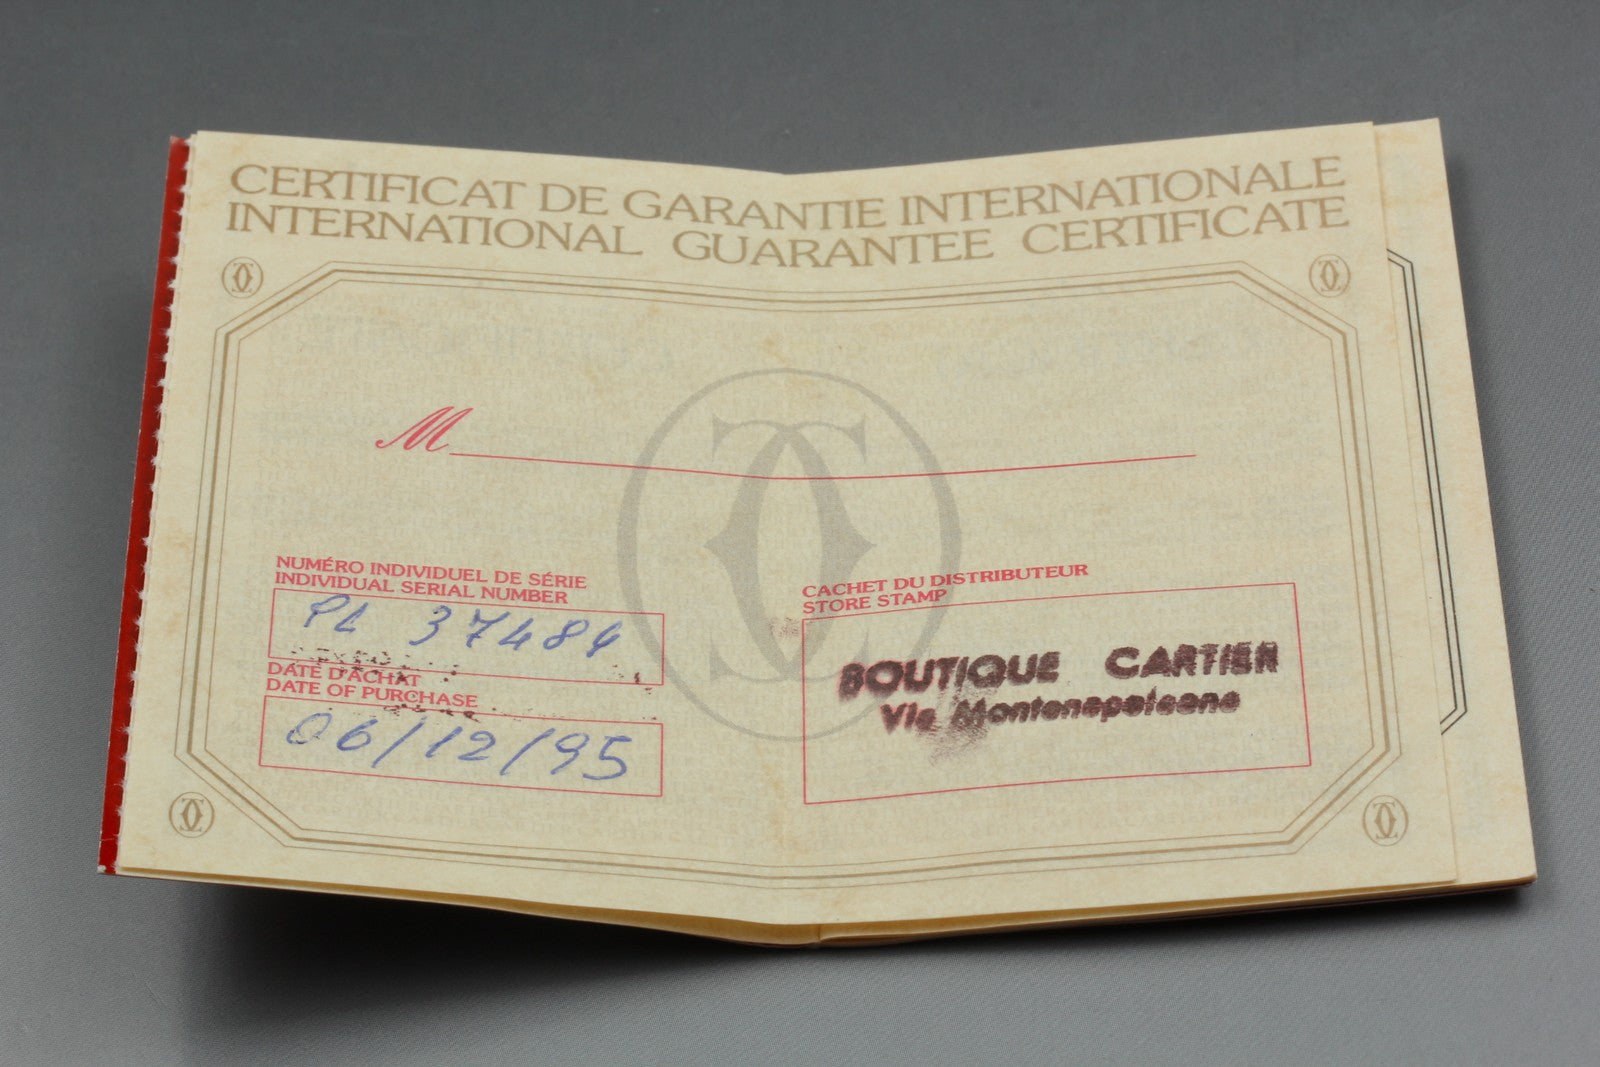 CERTIFICAT DE GARANTIE INTERNATIONALE
INTERNATIONAL GUARANTEE CERTIFICATE
M
NUMÉRO INDIVIDUEL DE SÉRIE
INDIVIDUAL SERIAL NUMBER
PL 37484
DATE D'ACHAT
DATE OF PURCHASE
06/12/95
CACHET DU DISTRIBUTEUR
STORE STAMP
BOUTIQUE CARTIER
Via Montenapoleone